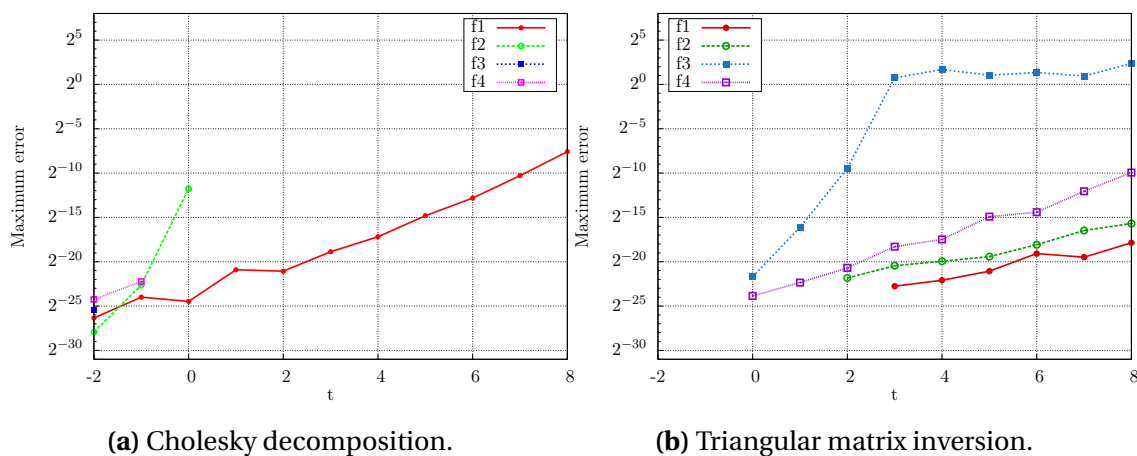 Maximum error
2^5
2^0
2^-5
2^-10
2^-15
2^-20
2^-25
2^-30
-2 0 2 4 6 8
t
f1
f2
f3
f4
(a) Cholesky decomposition.
Maximum error
2^5
2^0
2^-5
2^-10
2^-15
2^-20
2^-25
2^-30
-2 0 2 4 6 8
t
f1
f2
f3
f4
(b) Triangular matrix inversion.